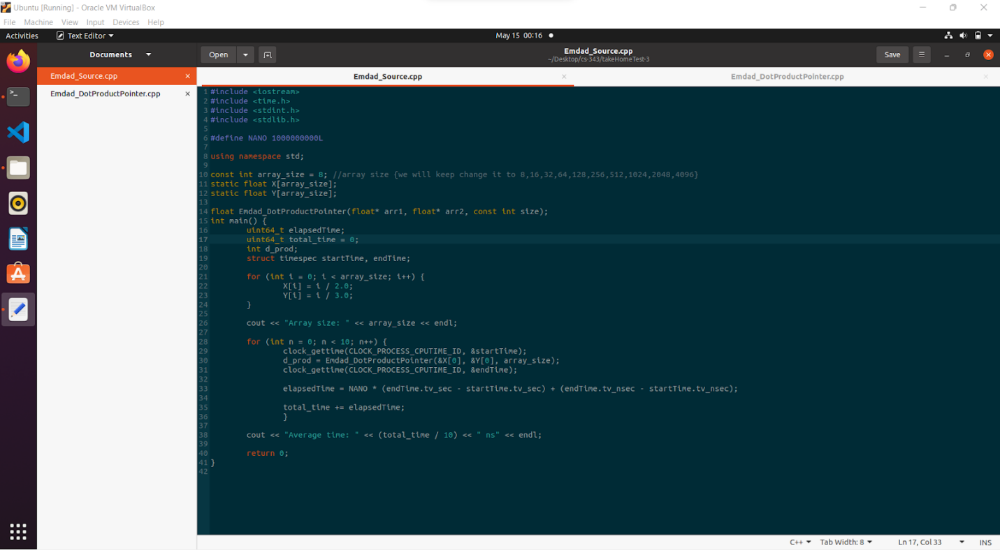 Ubuntu [Running] - Oracle VM VirtualBox
File Machine View Input Devices Help
Activities Text Editor May 15 00:16
Documents Open Emdad_Source.cpp Save
~/Desktop/cs-343/takeHomeTest-3
Emdad_Source.cpp
Emdad_DotProductPointer.cpp
Emdad_Source.cpp Emdad_DotProductPointer.cpp
1 #include <iostream>
2 #include <time.h>
3 #include <stdint.h>
4 #include <stdlib.h>
5
6 #define NANO 1000000000L
7
8 using namespace std;
9
10 const int array_size = 8; //array size {we will keep change it to 8,16,32,64,128,256,512,1024,2048,4096}
11 static float X[array_size];
12 static float Y[array_size];
13
14 float Emdad_DotProductPointer(float* arr1, float* arr2, const int size);
15 int main() {
16 uint64_t elapsedTime;
17 uint64_t total_time = 0;
18 int d_prod;
19 struct timespec startTime, endTime;
20
21 for (int i = 0; i < array_size; i++) {
22 X[i] = i / 2.0;
23 Y[i] = i / 3.0;
24 }
25
26 cout << "Array size: " << array_size << endl;
27
28 for (int n = 0; n < 10; n++) {
29 clock_gettime(CLOCK_PROCESS_CPUTIME_ID, &startTime);
30 d_prod = Emdad_DotProductPointer(&X[0], &Y[0], array_size);
31 clock_gettime(CLOCK_PROCESS_CPUTIME_ID, &endTime);
32
33 elapsedTime = NANO * (endTime.tv_sec - startTime.tv_sec) + (endTime.tv_nsec - startTime.tv_nsec);
34
35 total_time += elapsedTime;
36 }
37
38 cout << "Average time: " << (total_time / 10) << " ns" << endl;
39
40 return 0;
41 }
42
C++ Tab Width: 8 Ln 17, Col 33 INS